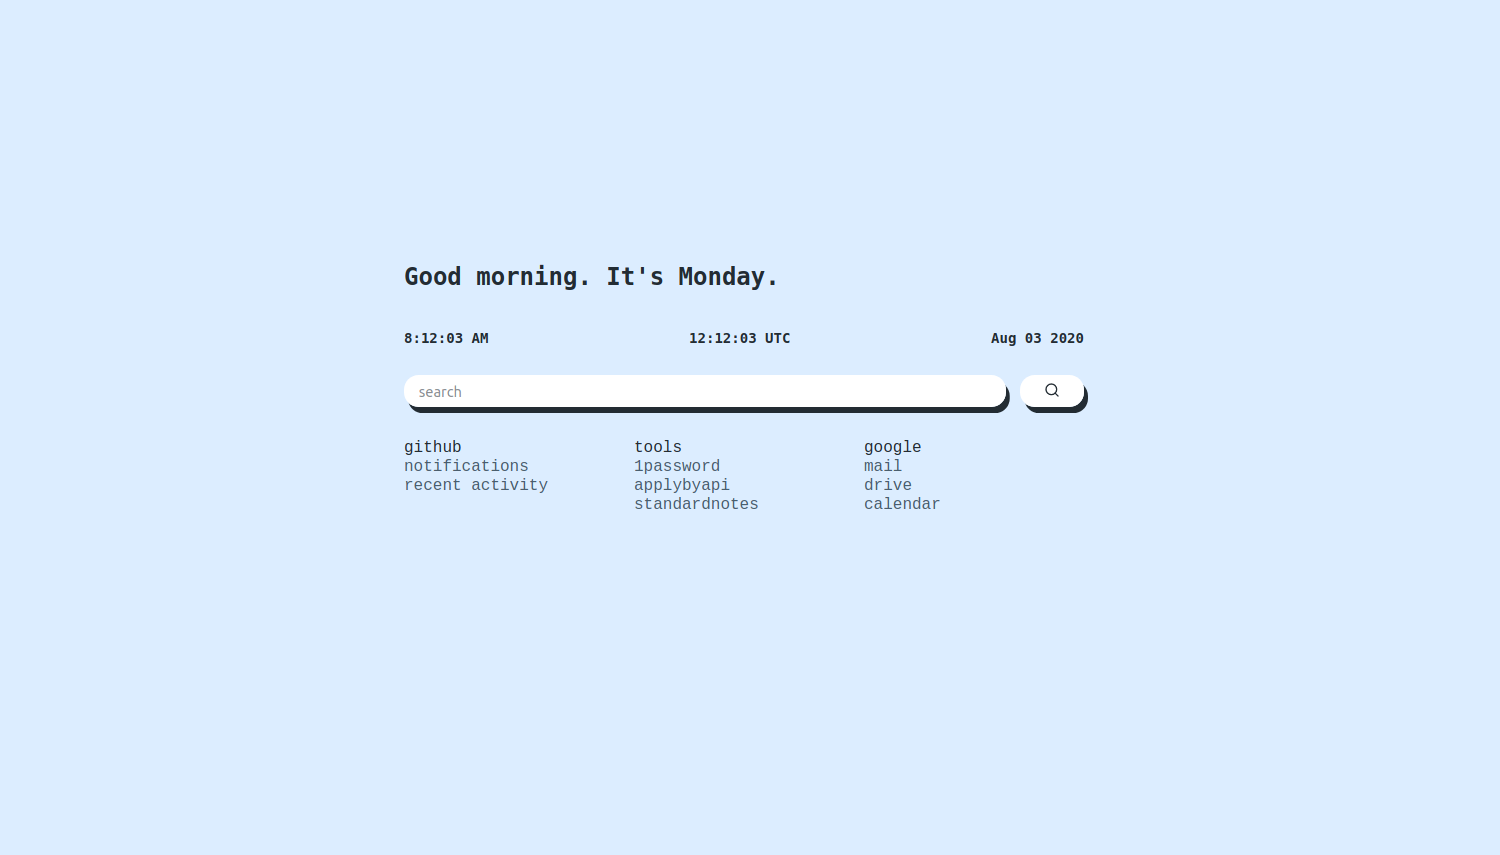 Good morning. It's Monday.
8:12:03 AM 12:12:03 UTC Aug 03 2020
search
github
notifications
recent activity
tools
1password
applybyapi
standardnotes
google
mail
drive
calendar